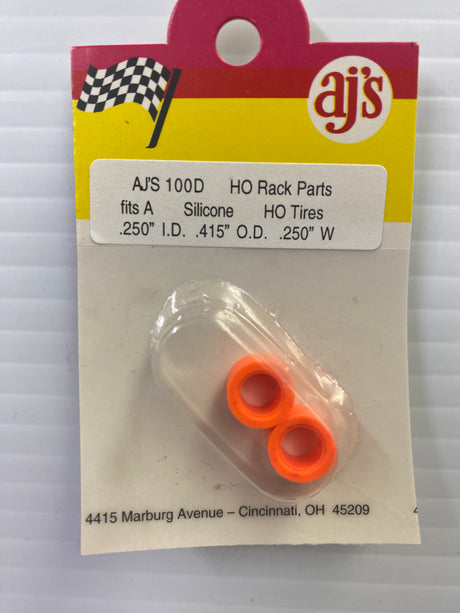 aj's
AJ'S 100D HO Rack Parts
fits A Silicone HO Tires
.250" I.D. .415" O.D. .250" W
4415 Marburg Avenue – Cincinnati, OH 45209